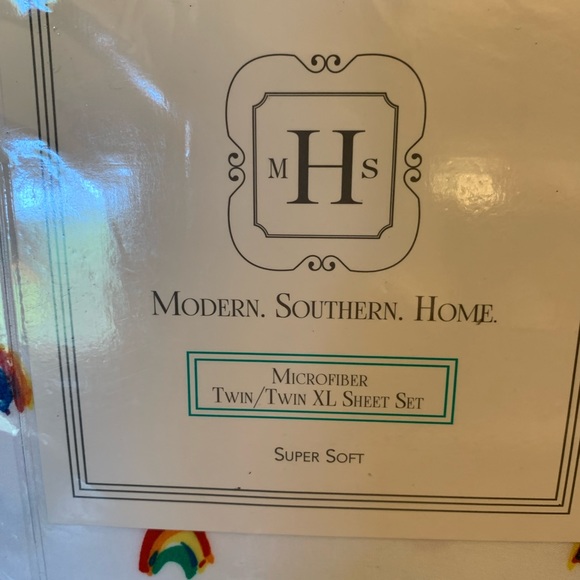 M H S
MODERN. SOUTHERN. HOME.
MICROFIBER
TWIN/TWIN XL SHEET SET
SUPER SOFT